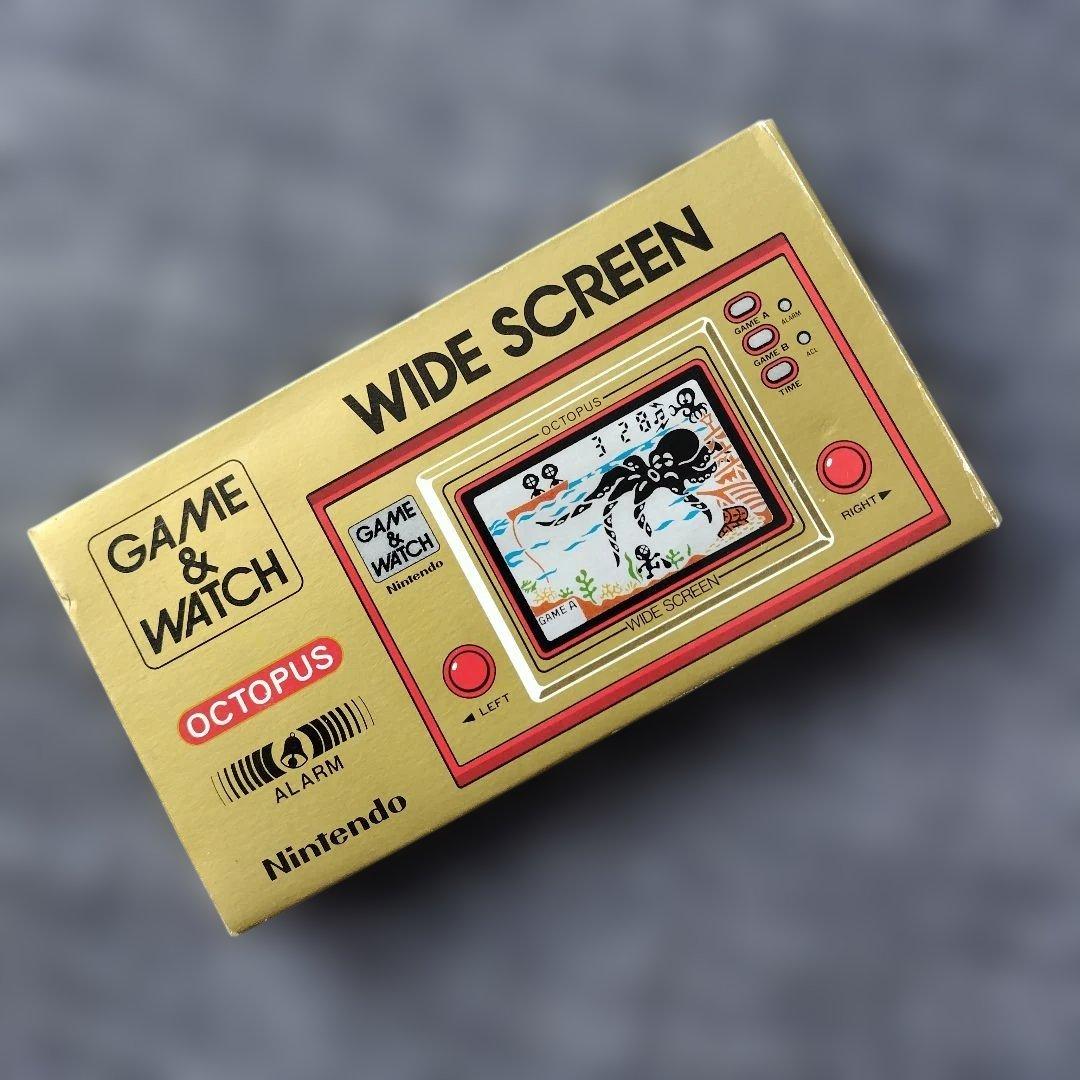 WIDE SCREEN
GAME
&
WATCH
OCTOPUS
ALARM
Nintendo
GAME
&
WATCH
Nintendo
OCTOPUS
328
GAME A
WIDE SCREEN
GAME A
ALARM
GAME B
ACL
TIME
◀ LEFT
RIGHT ▶